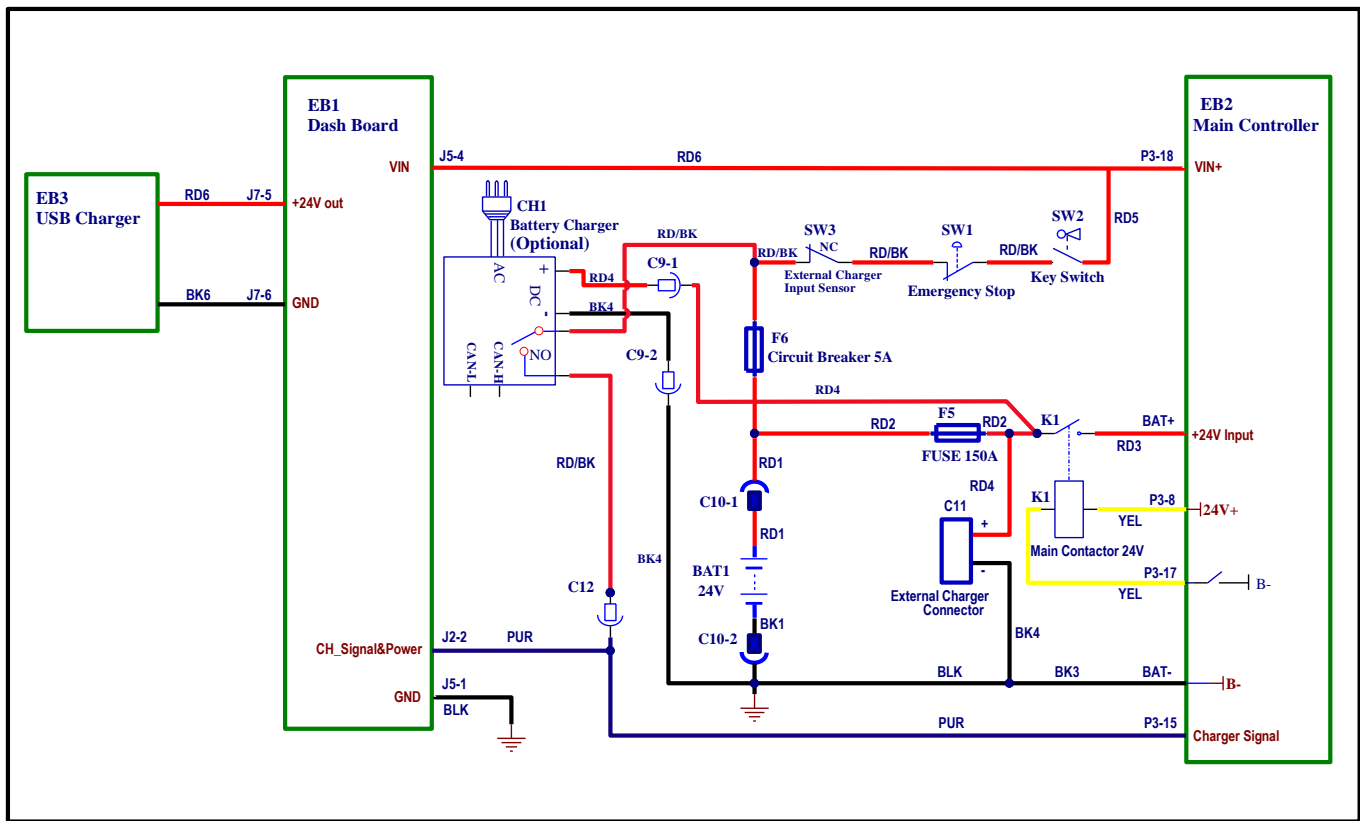 EB1
Dash Board
EB2
Main Controller
VIN
J5-4
RD6
P3-18
VIN+
EB3
USB Charger
RD6
J7-5
+24V out
BK6
J7-6
GND
CH1
Battery Charger
(Optional)
AC
+
DC
-
NO
CAN-L
CAN-H
RD4
C9-1
BK4
C9-2
RD/BK
RD/BK
SW3
NC
External Charger
Input Sensor
RD/BK
SW1
Emergency Stop
RD/BK
SW2
Key Switch
RD5
F6
Circuit Breaker 5A
RD4
RD2
F5
RD2
FUSE 150A
K1
BAT+
RD3
+24V Input
RD/BK
RD1
C10-1
RD1
BAT1
24V
BK1
C10-2
BK4
RD4
C11
+
-
External Charger
Connector
BK4
K1
Main Contactor 24V
P3-8
YEL
24V+
P3-17
YEL
B-
C12
CH_Signal&Power
J2-2
PUR
GND
J5-1
BLK
BLK
BK3
BAT-
B-
PUR
P3-15
Charger Signal